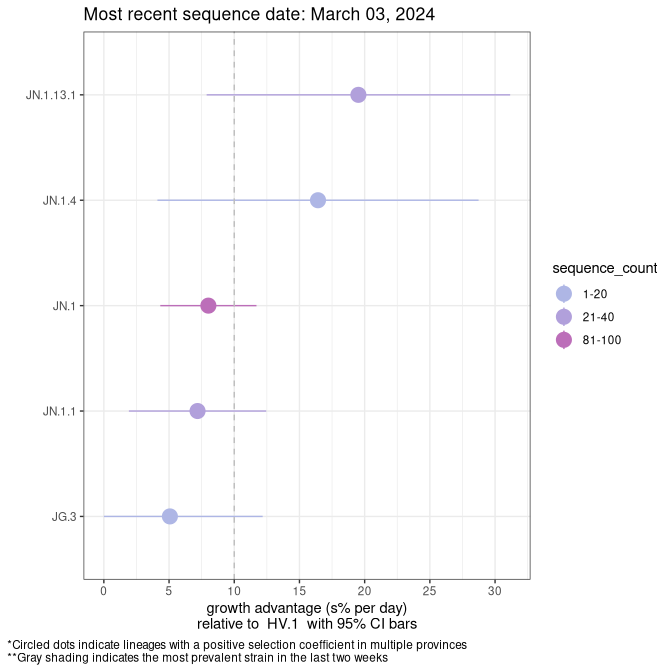 Most recent sequence date: March 03, 2024
JN.1.13.1
JN.1.4
JN.1
JN.1.1
JG.3
0 5 10 15 20 25 30
growth advantage (s% per day)
relative to HV.1 with 95% CI bars
sequence_count
1-20
21-40
81-100
*Circled dots indicate lineages with a positive selection coefficient in multiple provinces
**Gray shading indicates the most prevalent strain in the last two weeks